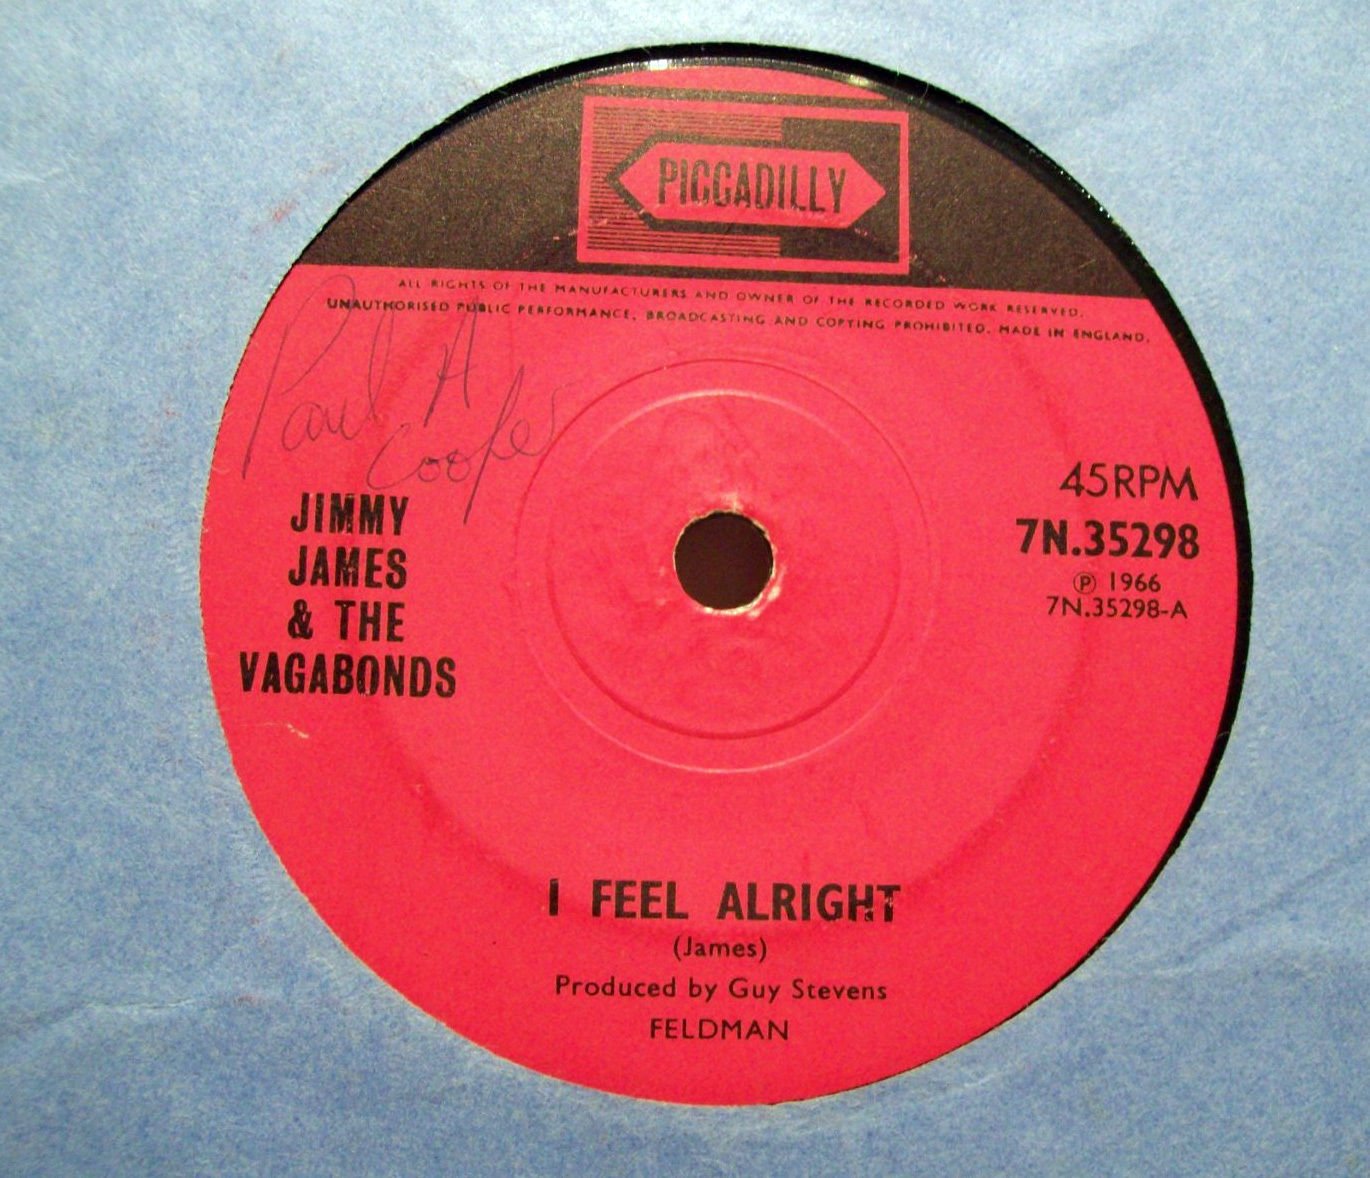 PICCADILLY
ALL RIGHTS OF THE MANUFACTURERS AND OWNER OF THE RECORDED WORK RESERVED.
UNAUTHORISED PUBLIC PERFORMANCE, BROADCASTING AND COPYING PROHIBITED. MADE IN ENGLAND.
Paul A
Cooper
JIMMY
JAMES
& THE
VAGABONDS
45RPM
7N.35298
℗ 1966
7N.35298-A
I FEEL ALRIGHT
(James)
Produced by Guy Stevens
FELDMAN